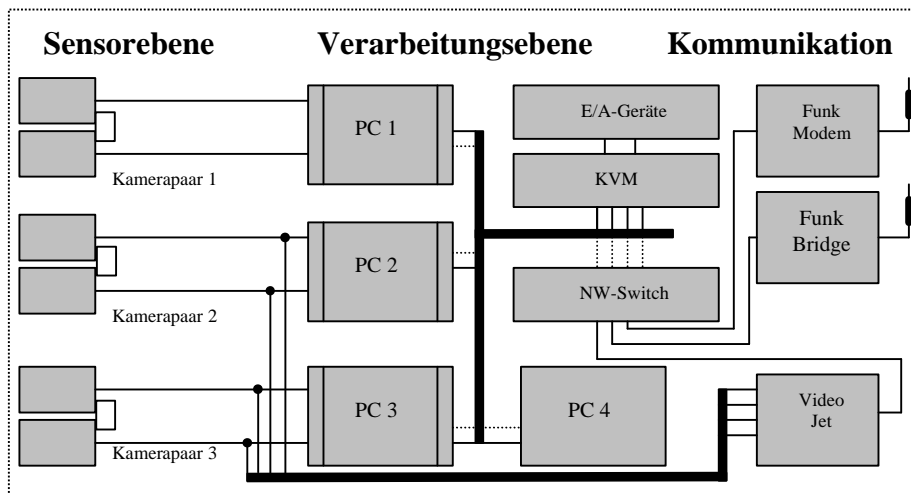 Sensorebene
Verarbeitungsebene
Kommunikation
Kamerapaar 1
PC 1
E/A-Geräte
KVM
Funk
Modem
Kamerapaar 2
PC 2
NW-Switch
Funk
Bridge
Kamerapaar 3
PC 3
PC 4
Video
Jet